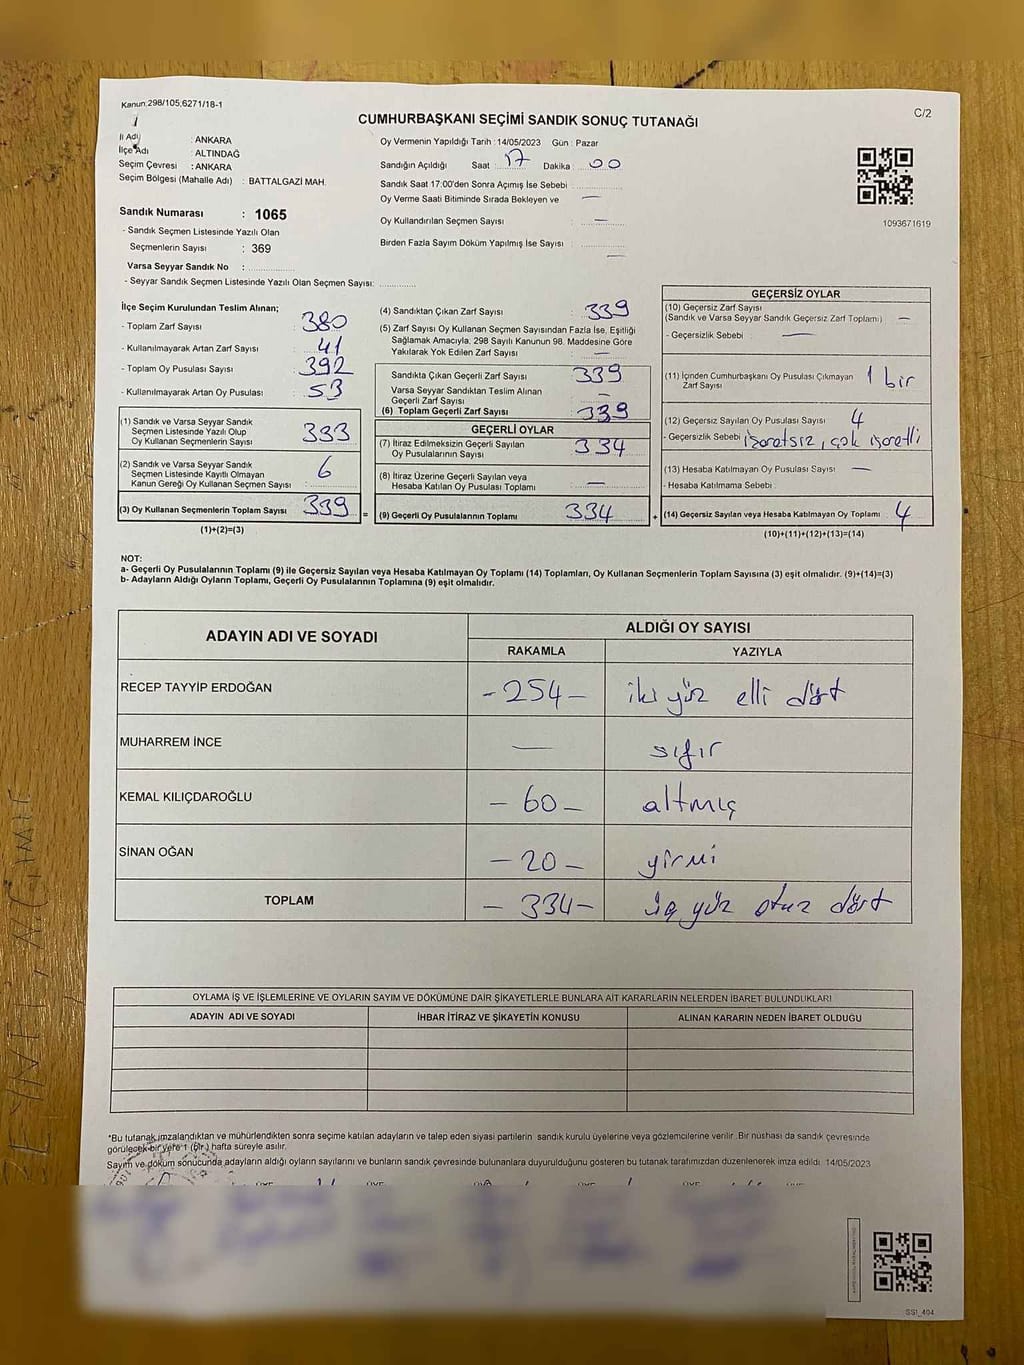 Kanun:298/105,6271/18-1
C/2
CUMHURBAŞKANI SEÇİMİ SANDIK SONUÇ TUTANAĞI
İl Adı : ANKARA
İlçe Adı : ALTINDAĞ
Seçim Çevresi : ANKARA
Seçim Bölgesi (Mahalle Adı) : BATTALGAZİ MAH.
Sandık Numarası : 1065
- Sandık Seçmen Listesinde Yazılı Olan
Seçmenlerin Sayısı : 369
Varsa Seyyar Sandık No :
- Seyyar Sandık Seçmen Listesinde Yazılı Olan Seçmen Sayısı:
Oy Vermenin Yapıldığı Tarih : 14/05/2023 Gün : Pazar
Sandığın Açıldığı Saat : 17 Dakika : 00
Sandık Saat 17:00'den Sonra Açımış İse Sebebi :
Oy Verme Saati Bitiminde Sırada Bekleyen ve —
Oy Kullandırılan Seçmen Sayısı : —
Birden Fazla Sayım Döküm Yapılmış İse Sayısı : —
1093671619
İlçe Seçim Kurulundan Teslim Alınan;
- Toplam Zarf Sayısı : 380
- Kullanılmayarak Artan Zarf Sayısı : 41
- Toplam Oy Pusulası Sayısı : 392
- Kullanılmayarak Artan Oy Pusulası : 53
(1) Sandık ve Varsa Seyyar Sandık
Seçmen Listesinde Yazılı Olup
Oy Kullanan Seçmenlerin Sayısı : 333
(2) Sandık ve Varsa Seyyar Sandık
Seçmen Listesinde Kayıtlı Olmayan
Kanun Gereği Oy Kullanan Seçmen Sayısı : 6
(3) Oy Kullanan Seçmenlerin Toplam Sayısı : 339 =
(1)+(2)=(3)
(4) Sandıktan Çıkan Zarf Sayısı : 339
(5) Zarf Sayısı Oy Kullanan Seçmen Sayısından Fazla İse, Eşitliği
Sağlamak Amacıyla; 298 Sayılı Kanunun 98. Maddesine Göre
Yakılarak Yok Edilen Zarf Sayısı : —
Sandıkta Çıkan Geçerli Zarf Sayısı : 339
Varsa Seyyar Sandıktan Teslim Alınan
Geçerli Zarf Sayısı : —
(6) Toplam Geçerli Zarf Sayısı : 339
GEÇERLİ OYLAR
(7) İtiraz Edilmeksizin Geçerli Sayılan
Oy Pusulalarının Sayısı : 334
(8) İtiraz Üzerine Geçerli Sayılan veya
Hesaba Katılan Oy Pusulası Toplamı : —
(9) Geçerli Oy Pusulalarının Toplamı : 334 +
GEÇERSİZ OYLAR
(10) Geçersiz Zarf Sayısı
(Sandık ve Varsa Seyyar Sandık Geçersiz Zarf Toplamı) : —
- Geçersizlik Sebebi : —
(11) İçinden Cumhurbaşkanı Oy Pusulası Çıkmayan
Zarf Sayısı : 1 bir
(12) Geçersiz Sayılan Oy Pusulası Sayısı : 4
- Geçersizlik Sebebi : işaretsiz, çok işaretli
(13) Hesaba Katılmayan Oy Pusulası Sayısı : —
- Hesaba Katılmama Sebebi :
(14) Geçersiz Sayılan veya Hesaba Katılmayan Oy Toplamı : 4
(10)+(11)+(12)+(13)=(14)
NOT:
a- Geçerli Oy Pusulalarının Toplamı (9) ile Geçersiz Sayılan veya Hesaba Katılmayan Oy Toplamı (14) Toplamları, Oy Kullanan Seçmenlerin Toplam Sayısına (3) eşit olmalıdır. (9)+(14)=(3)
b- Adayların Aldığı Oyların Toplamı, Geçerli Oy Pusulalarının Toplamına (9) eşit olmalıdır.
ADAYIN ADI VE SOYADI
ALDIĞI OY SAYISI
RAKAMLA YAZIYLA
RECEP TAYYİP ERDOĞAN - 254 - iki yüz elli dört
MUHARREM İNCE — sıfır
KEMAL KILIÇDAROĞLU - 60 - altmış
SİNAN OĞAN - 20 - yirmi
TOPLAM - 334 - üç yüz otuz dört
OYLAMA İŞ VE İŞLEMLERİNE VE OYLARIN SAYIM VE DÖKÜMÜNE DAİR ŞİKAYETLERLE BUNLARA AİT KARARLARIN NELERDEN İBARET BULUNDUKLARI
ADAYIN ADI VE SOYADI İHBAR İTİRAZ VE ŞİKAYETİN KONUSU ALINAN KARARIN NEDEN İBARET OLDUĞU
*Bu tutanak imzalandıktan ve mühürlendikten sonra seçime katılan adayların ve talep eden siyasi partilerin sandık kurulu üyelerine veya gözlemcilerine verilir. Bir nüshası da sandık çevresinde
görülecek bir yere 1 (bir) hafta süreyle asılır.
Sayım ve döküm sonucunda adayların aldığı oyların sayılarını ve bunların sandık çevresinde bulunanlara duyurulduğunu gösteren bu tutanak tarafımızdan düzenlenerek imza edildi. 14/05/2023
SS1_404